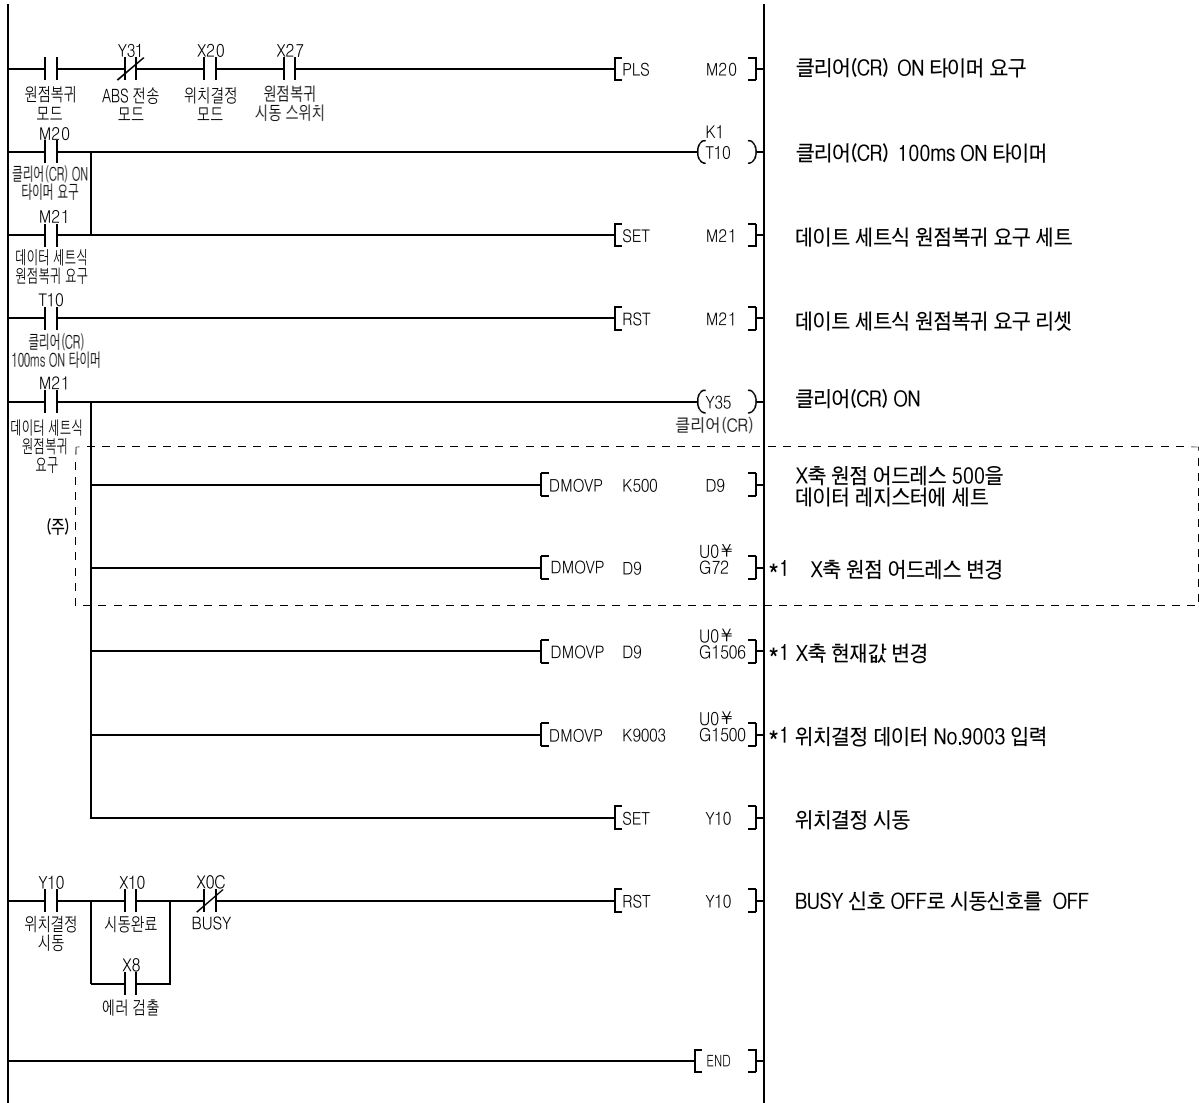 Y31 X20 X27
PLS M20 클리어(CR) ON 타이머 요구
원점복귀 모드
ABS 전송 모드
위치결정 모드
원점복귀 시동 스위치
M20
K1
T10 클리어(CR) 100ms ON 타이머
클리어(CR) ON
타이머 요구
M21
SET M21 데이트 세트식 원점복귀 요구 세트
데이터 세트식
원점복귀 요구
T10
RST M21 데이트 세트식 원점복귀 요구 리셋
클리어(CR)
100ms ON 타이머
M21
Y35 클리어(CR) ON
클리어(CR)
데이터 세트식
원점복귀
요구
(주)
DMOVP K500 D9 X축 원점 어드레스 500을
데이터 레지스터에 세트
U0¥
DMOVP D9 G72 *1 X축 원점 어드레스 변경
U0¥
DMOVP D9 G1506 *1 X축 현재값 변경
U0¥
DMOVP K9003 G1500 *1 위치결정 데이터 No.9003 입력
SET Y10 위치결정 시동
Y10 X10 X0C
RST Y10 BUSY 신호 OFF로 시동신호를 OFF
위치결정
시동
시동완료
BUSY
X8
에러 검출
END